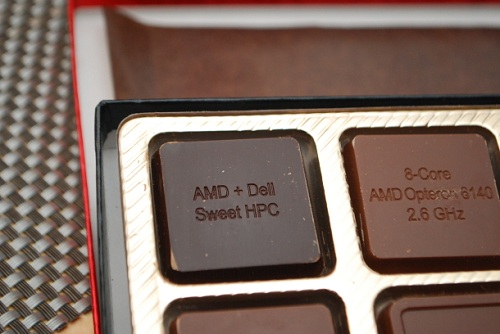 AMD + Dell
Sweet HPC
8-Core
AMD Opteron 6140
2.6 GHz